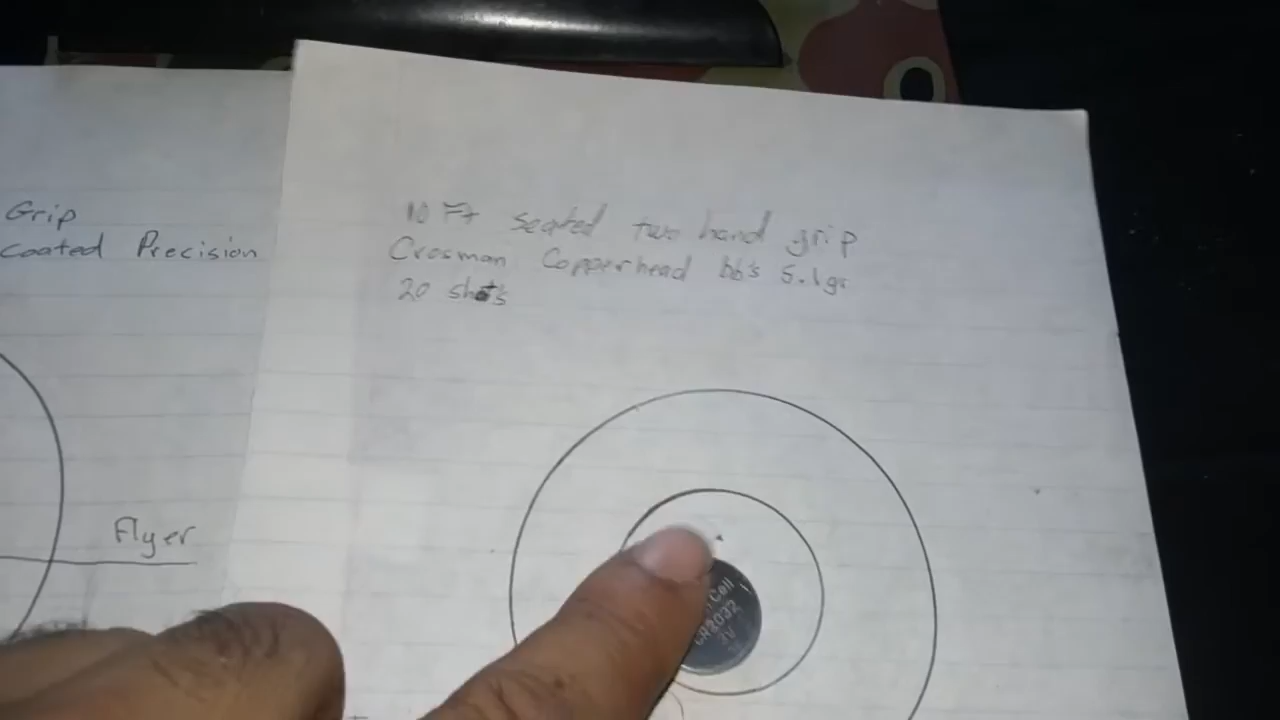 Grip
coated Precision
10 Ft seated two hand grip
Crosman Copperhead bb's 5.1gr
20 shots
Flyer
Cell
CR2032
3V